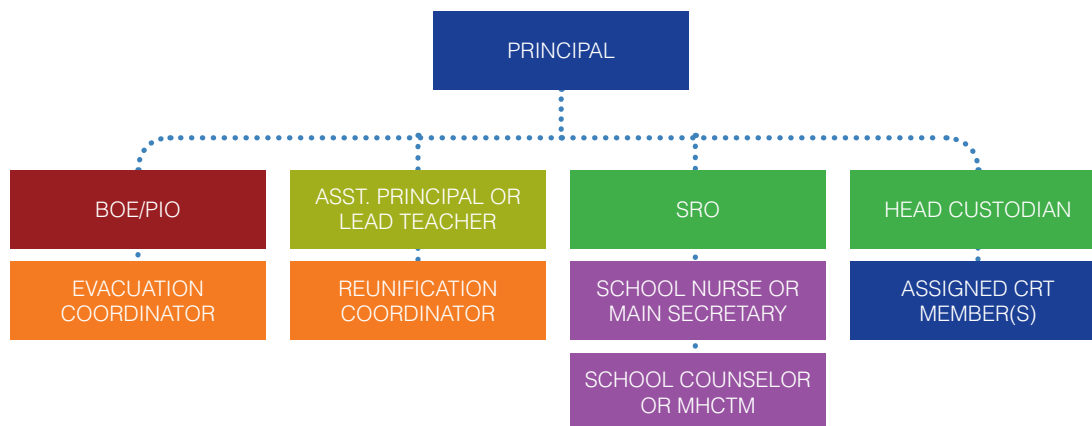 PRINCIPAL
BOE/PIO
ASST. PRINCIPAL OR
LEAD TEACHER
SRO
HEAD CUSTODIAN
EVACUATION
COORDINATOR
REUNIFICATION
COORDINATOR
SCHOOL NURSE OR
MAIN SECRETARY
ASSIGNED CRT
MEMBER(S)
SCHOOL COUNSELOR
OR MHCTM